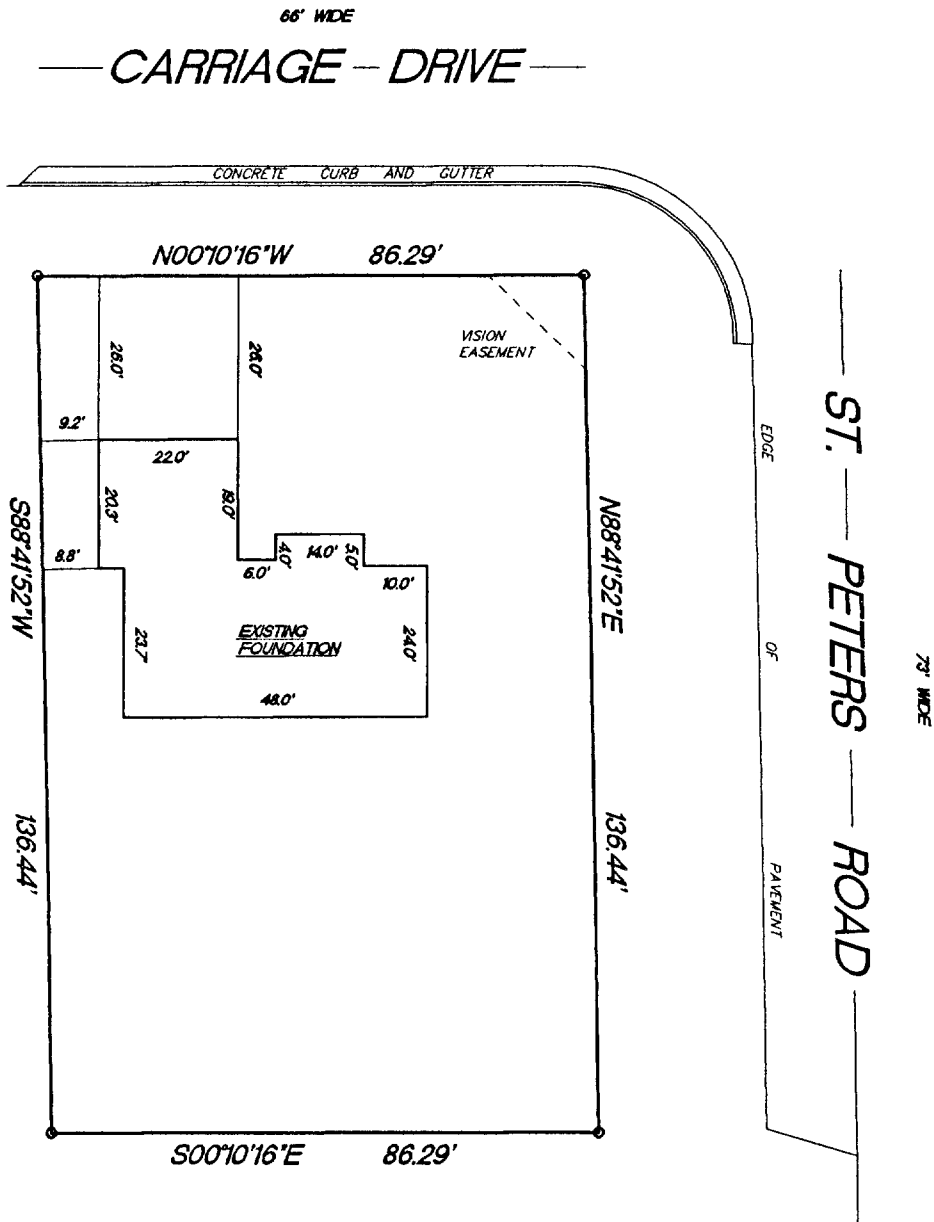 66' WIDE
CARRIAGE DRIVE
CONCRETE CURB AND GUTTER
N00°10'16"W 86.29'
VISION
EASEMENT
26.0'
26.0'
9.2'
22.0'
20.3'
19.0'
8.8'
6.0'
4.0'
14.0'
5.0'
10.0'
EXISTING
FOUNDATION
23.7'
24.0'
48.0'
S88°41'52"W 136.44'
N88°41'52"E 136.44'
EDGE OF PAVEMENT
ST. PETERS ROAD
73' WIDE
S00°10'16"E 86.29'